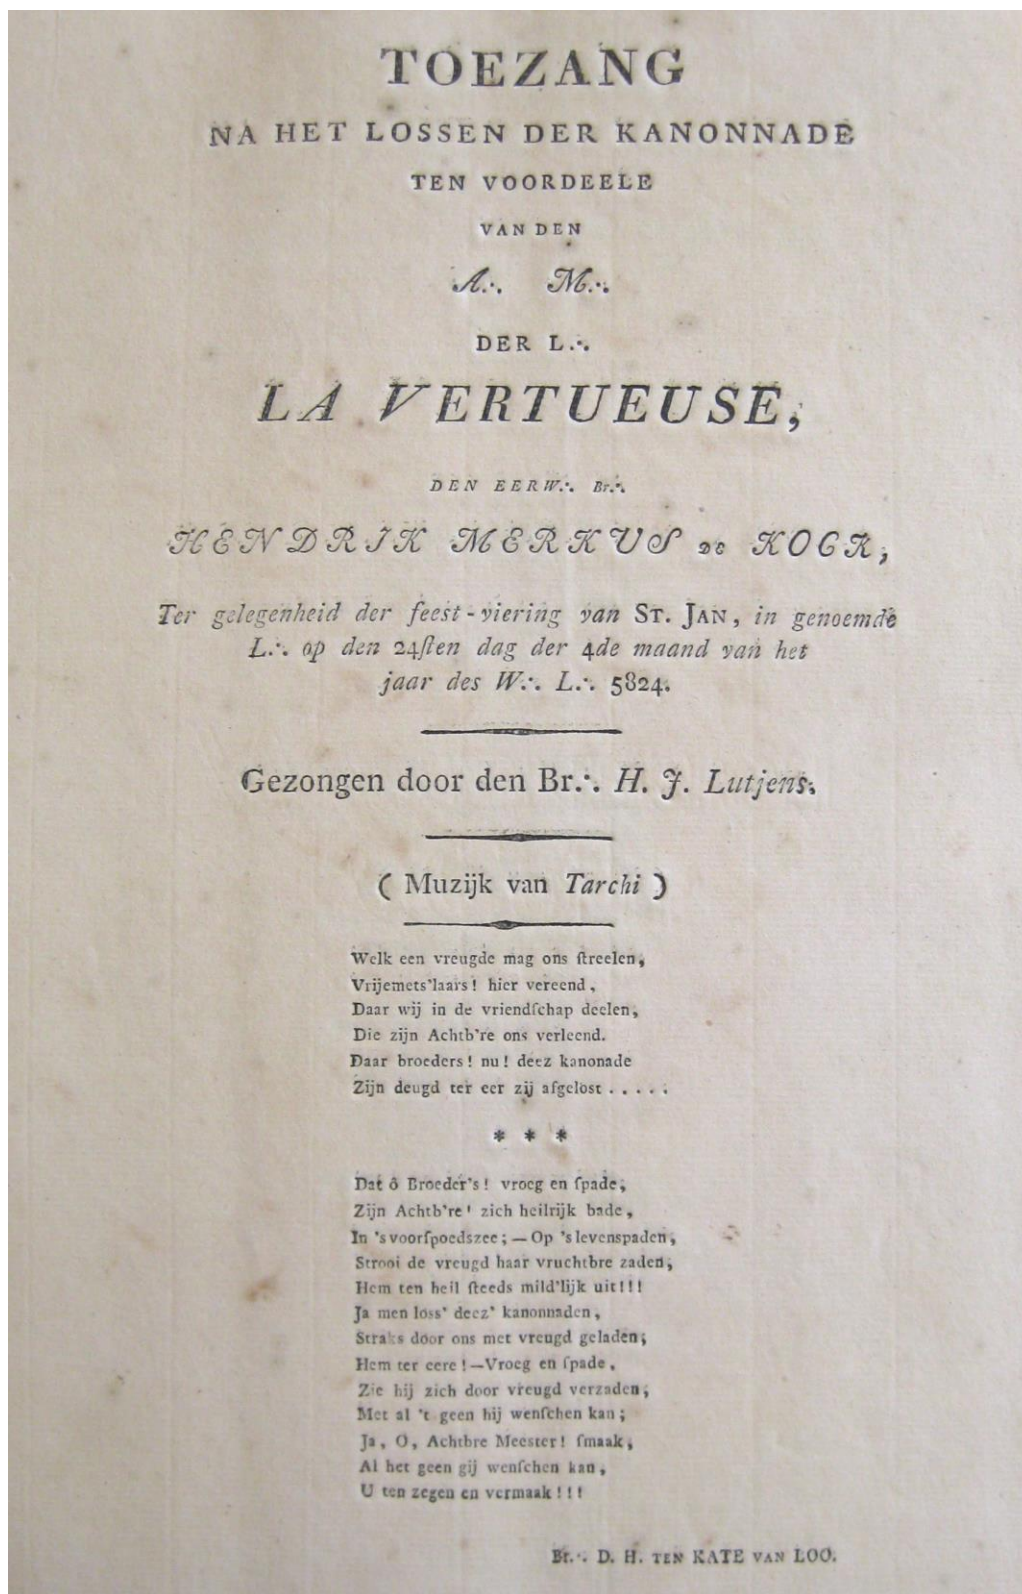 TOEZANG
NA HET LOSSEN DER KANONNADE
TEN VOORDEELE
VAN DEN
A.·. M.·.
DER L.·.
LA VERTUEUSE,
DEN EERW.·. Br.·.
HENDRIK MERKUS DE KOCK,
Ter gelegenheid der feest-viering van ST. JAN, in genoemde
L.·. op den 24ſten dag der 4de maand van het
jaar des W.·. L.·. 5824.
Gezongen door den Br.·. H. J. Lutjens.
( Muzijk van Tarchi )
Welk een vreugde mag ons ſtreelen,
Vrijemets'laars! hier vereend,
Daar wij in de vriendſchap deelen,
Die zijn Achtb're ons verleend.
Daar broeders! nu! deez kanonade
Zijn deugd ter eer zij afgelost . . . . .
* * *
Dat ô Broeder's! vroeg en ſpade,
Zijn Achtb're' zich heilrijk bade,
In 's voorſpoedszee; — Op 's levenspaden,
Strooi de vreugd haar vruchtbre zaden,
Hem ten heil ſteeds mild'lijk uit!!!
Ja men loss' deez' kanonnaden,
Straks door ons met vreugd geladen;
Hem ter eere! — Vroeg en ſpade,
Zie hij zich door vreugd verzaden,
Met al 't geen hij wenſchen kan;
Ja, O, Achtbre Meester! ſmaak,
Al het geen gij wenſchen kan,
U ten zegen en vermaak!!!
Br.·. D. H. TEN KATE VAN LOO.